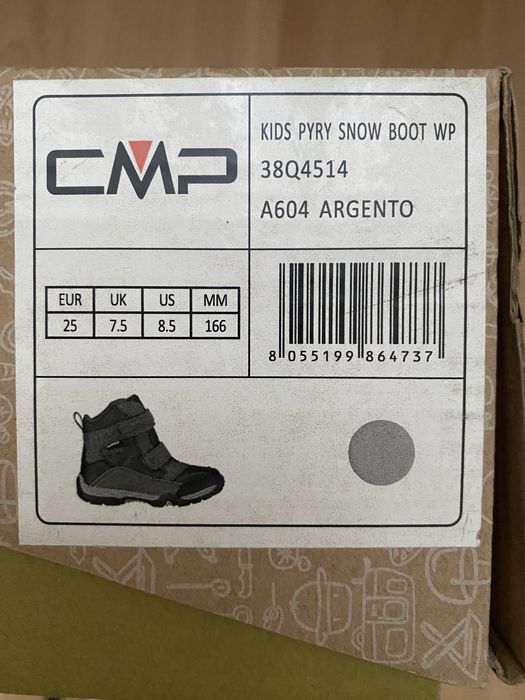 CMP
KIDS PYRY SNOW BOOT WP
38Q4514
A604 ARGENTO
EUR UK US MM
25 7.5 8.5 166
8 055199 864737